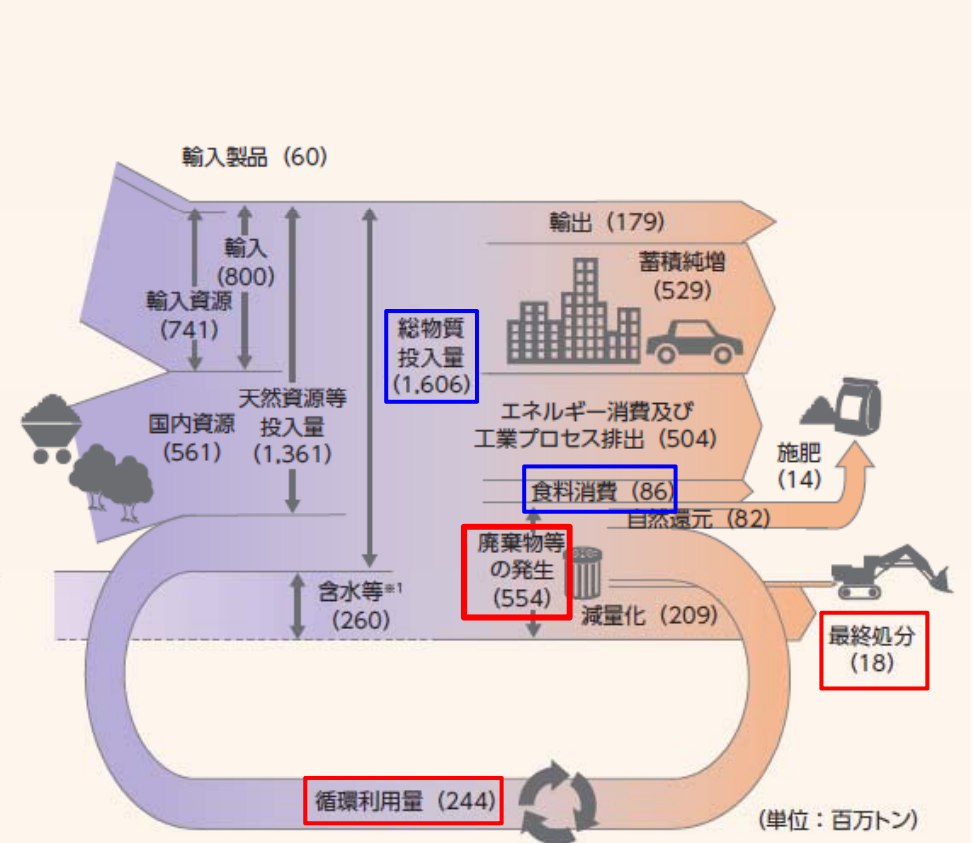 輸入製品（60）
輸出（179）
輸入
（800）
蓄積純増
（529）
輸入資源
（741）
総物質
投入量
（1,606）
天然資源等
投入量
（1,361）
国内資源
（561）
エネルギー消費及び
工業プロセス排出（504）
施肥
（14）
食料消費（86）
自然還元（82）
廃棄物等
の発生
（554）
含水等※1
（260）
減量化（209）
最終処分
（18）
循環利用量（244）
（単位：百万トン）